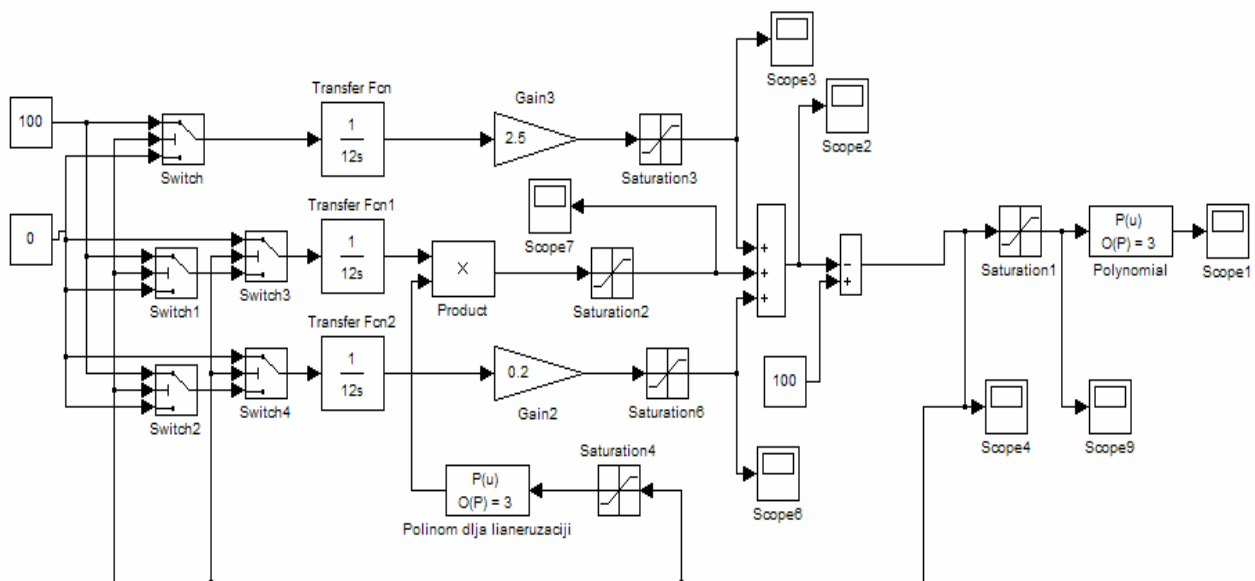 Scope3
Transfer Fcn
Gain3
100
1
12s
2.5
Scope2
Switch
Saturation3
Transfer Fcn1
0
1
12s
Scope7
X
P(u)
O(P) = 3
Switch1
Switch3
Product
Saturation2
+
+
+
-
+
Saturation1
Polynomial
Scope1
Transfer Fcn2
1
12s
0.2
100
Switch2
Switch4
Gain2
Saturation6
Scope4
Scope9
Saturation4
P(u)
O(P) = 3
Scope6
Polinom dlja lianeruzaciji